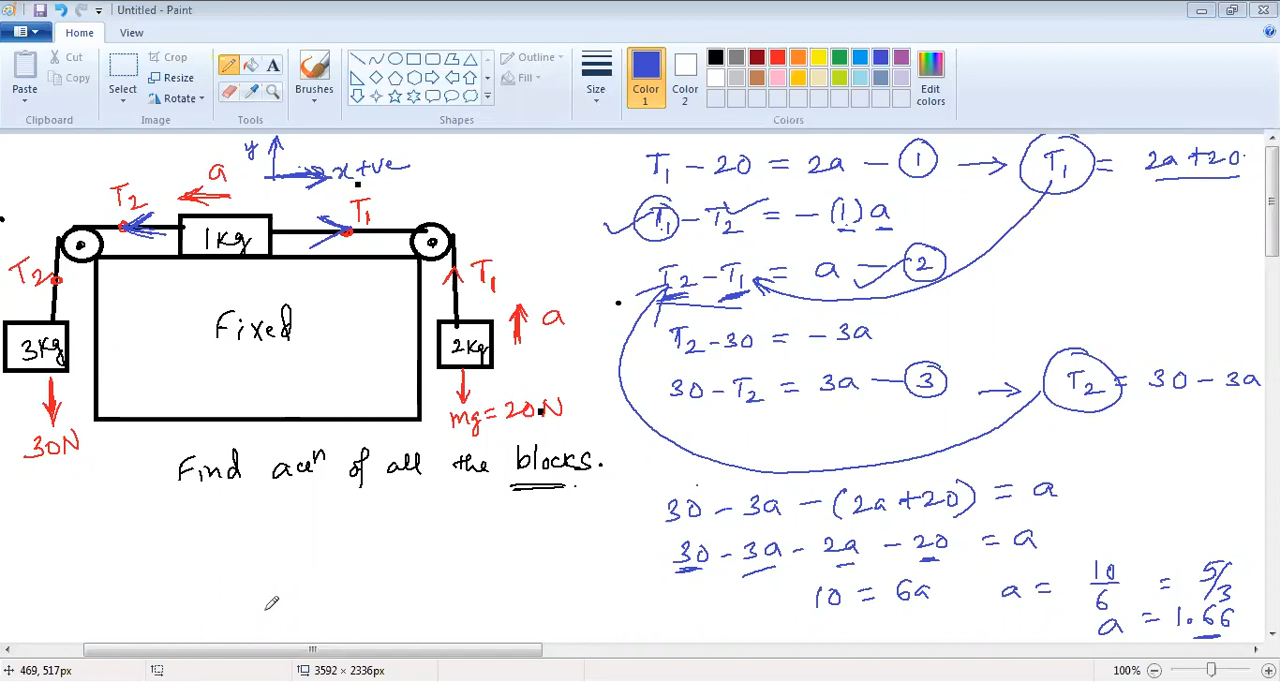 Untitled - Paint
Home View
Paste
Cut
Copy
Clipboard
Select
Crop
Resize
Rotate
Image
A
Tools
Brushes
Outline
Fill
Shapes
Size
Color 1
Color 2
Edit colors
Colors
y
x +ve
a
T2
T1
1kg
T2
T1
Fixed
a
3kg
2kg
30N
mg = 20N
Find accⁿ of all the blocks.
T1 - 20 = 2a — 1 → T1 = 2a + 20
T1 - T2 = - (1) a
T2 - T1 = a — 2
T2 - 30 = - 3a
30 - T2 = 3a — 3 → T2 = 30 - 3a
30 - 3a - (2a + 20) = a
30 - 3a - 2a - 20 = a
10 = 6a a = 10/6 = 5/3
a = 1.66
469, 517px
3592 × 2336px
100%